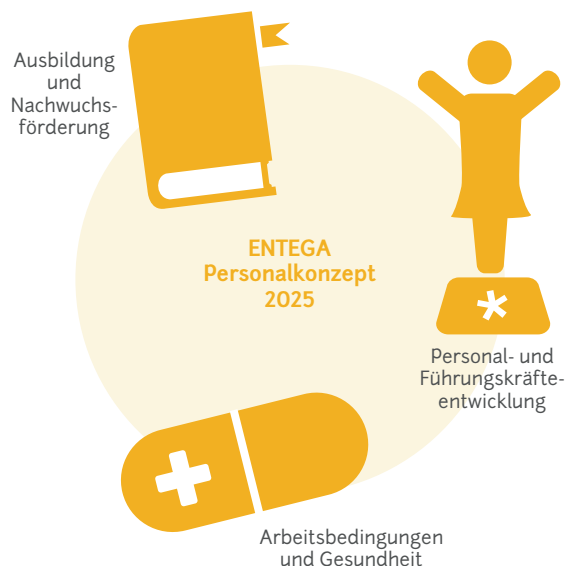 Ausbildung
und
Nachwuchs-
förderung
ENTEGA
Personalkonzept
2025
Personal- und
Führungskräfte-
entwicklung
Arbeitsbedingungen
und Gesundheit